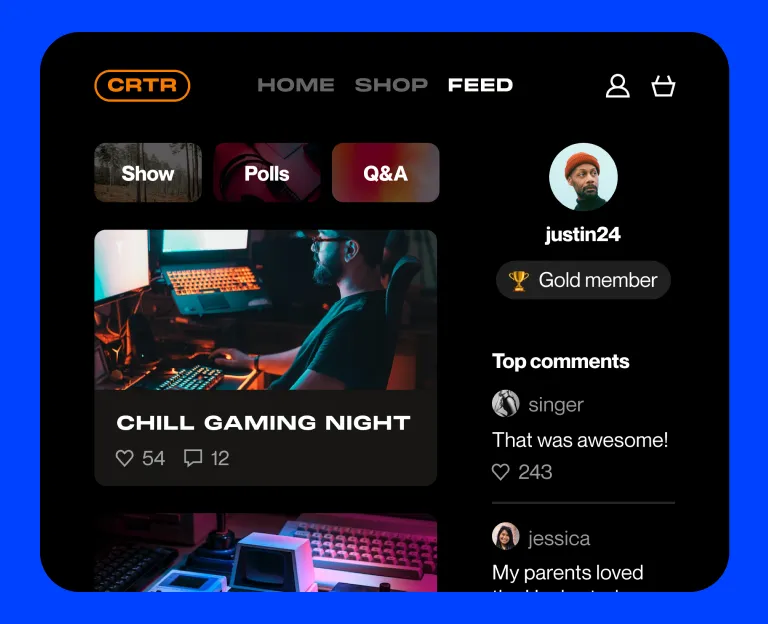 CRTR
HOME SHOP FEED
Show
Polls
Q&A
CHILL GAMING NIGHT
54 12
justin24
Gold member
Top comments
singer
That was awesome!
243
jessica
My parents loved